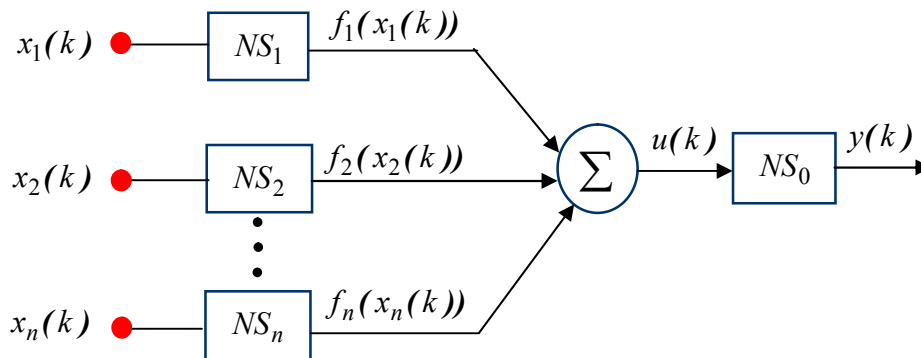 x₁(k) NS₁ f₁(x₁(k))
x₂(k) NS₂ f₂(x₂(k)) Σ u(k) NS₀ y(k)
xₙ(k) NSₙ fₙ(xₙ(k))